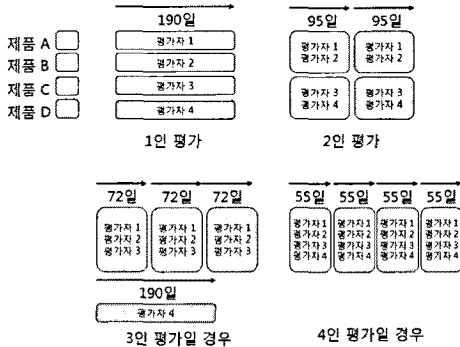 190일
제품 A
제품 B
제품 C
제품 D
평가자 1
평가자 2
평가자 3
평가자 4
1인 평가
95일 95일
평가자 1 평가자 1
평가자 2 평가자 2
평가자 3 평가자 3
평가자 4 평가자 4
2인 평가
72일 72일 72일
평가자 1 평가자 1 평가자 1
평가자 2 평가자 2 평가자 2
평가자 3 평가자 3 평가자 3
190일
평가자 4
3인 평가일 경우
55일 55일 55일 55일
평가자 1 평가자 1 평가자 1 평가자 1
평가자 2 평가자 2 평가자 2 평가자 2
평가자 3 평가자 3 평가자 3 평가자 3
평가자 4 평가자 4 평가자 4 평가자 4
4인 평가일 경우